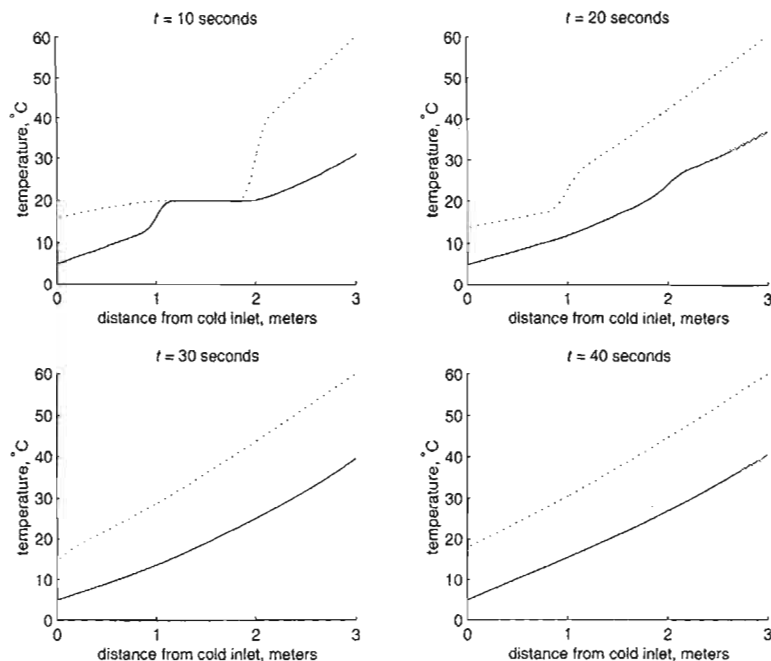 t = 10 seconds
60
50
40
30
20
10
0
temperature, °C
0 1 2 3
distance from cold inlet, meters
t = 20 seconds
60
50
40
30
20
10
0
temperature, °C
0 1 2 3
distance from cold inlet, meters
t = 30 seconds
60
50
40
30
20
10
0
temperature, °C
0 1 2 3
distance from cold inlet, meters
t = 40 seconds
60
50
40
30
20
10
0
temperature, °C
0 1 2 3
distance from cold inlet, meters